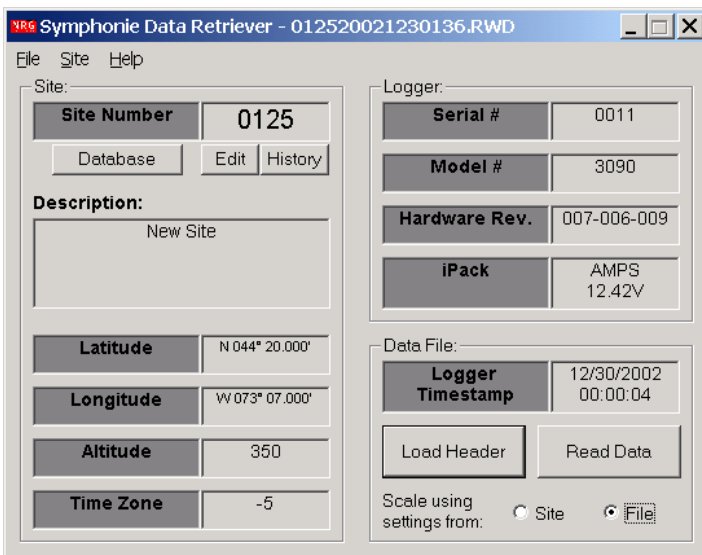 NRG Symphonie Data Retriever - 012520021230136.RWD
File Site Help
Site:
Site Number 0125
Database Edit History
Description:
New Site
Latitude N 044° 20.000'
Longitude W 073° 07.000'
Altitude 350
Time Zone -5
Logger:
Serial # 0011
Model # 3090
Hardware Rev. 007-006-009
iPack AMPS
12.42V
Data File:
Logger 12/30/2002
Timestamp 00:00:04
Load Header Read Data
Scale using
settings from: Site File